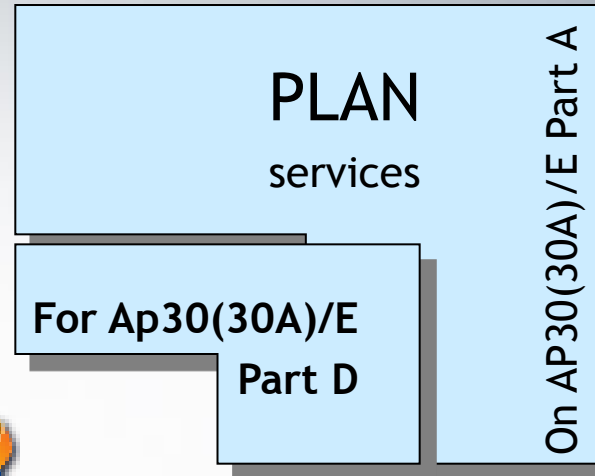 PLAN
services
On AP30(30A)/E Part A
For Ap30(30A)/E
Part D